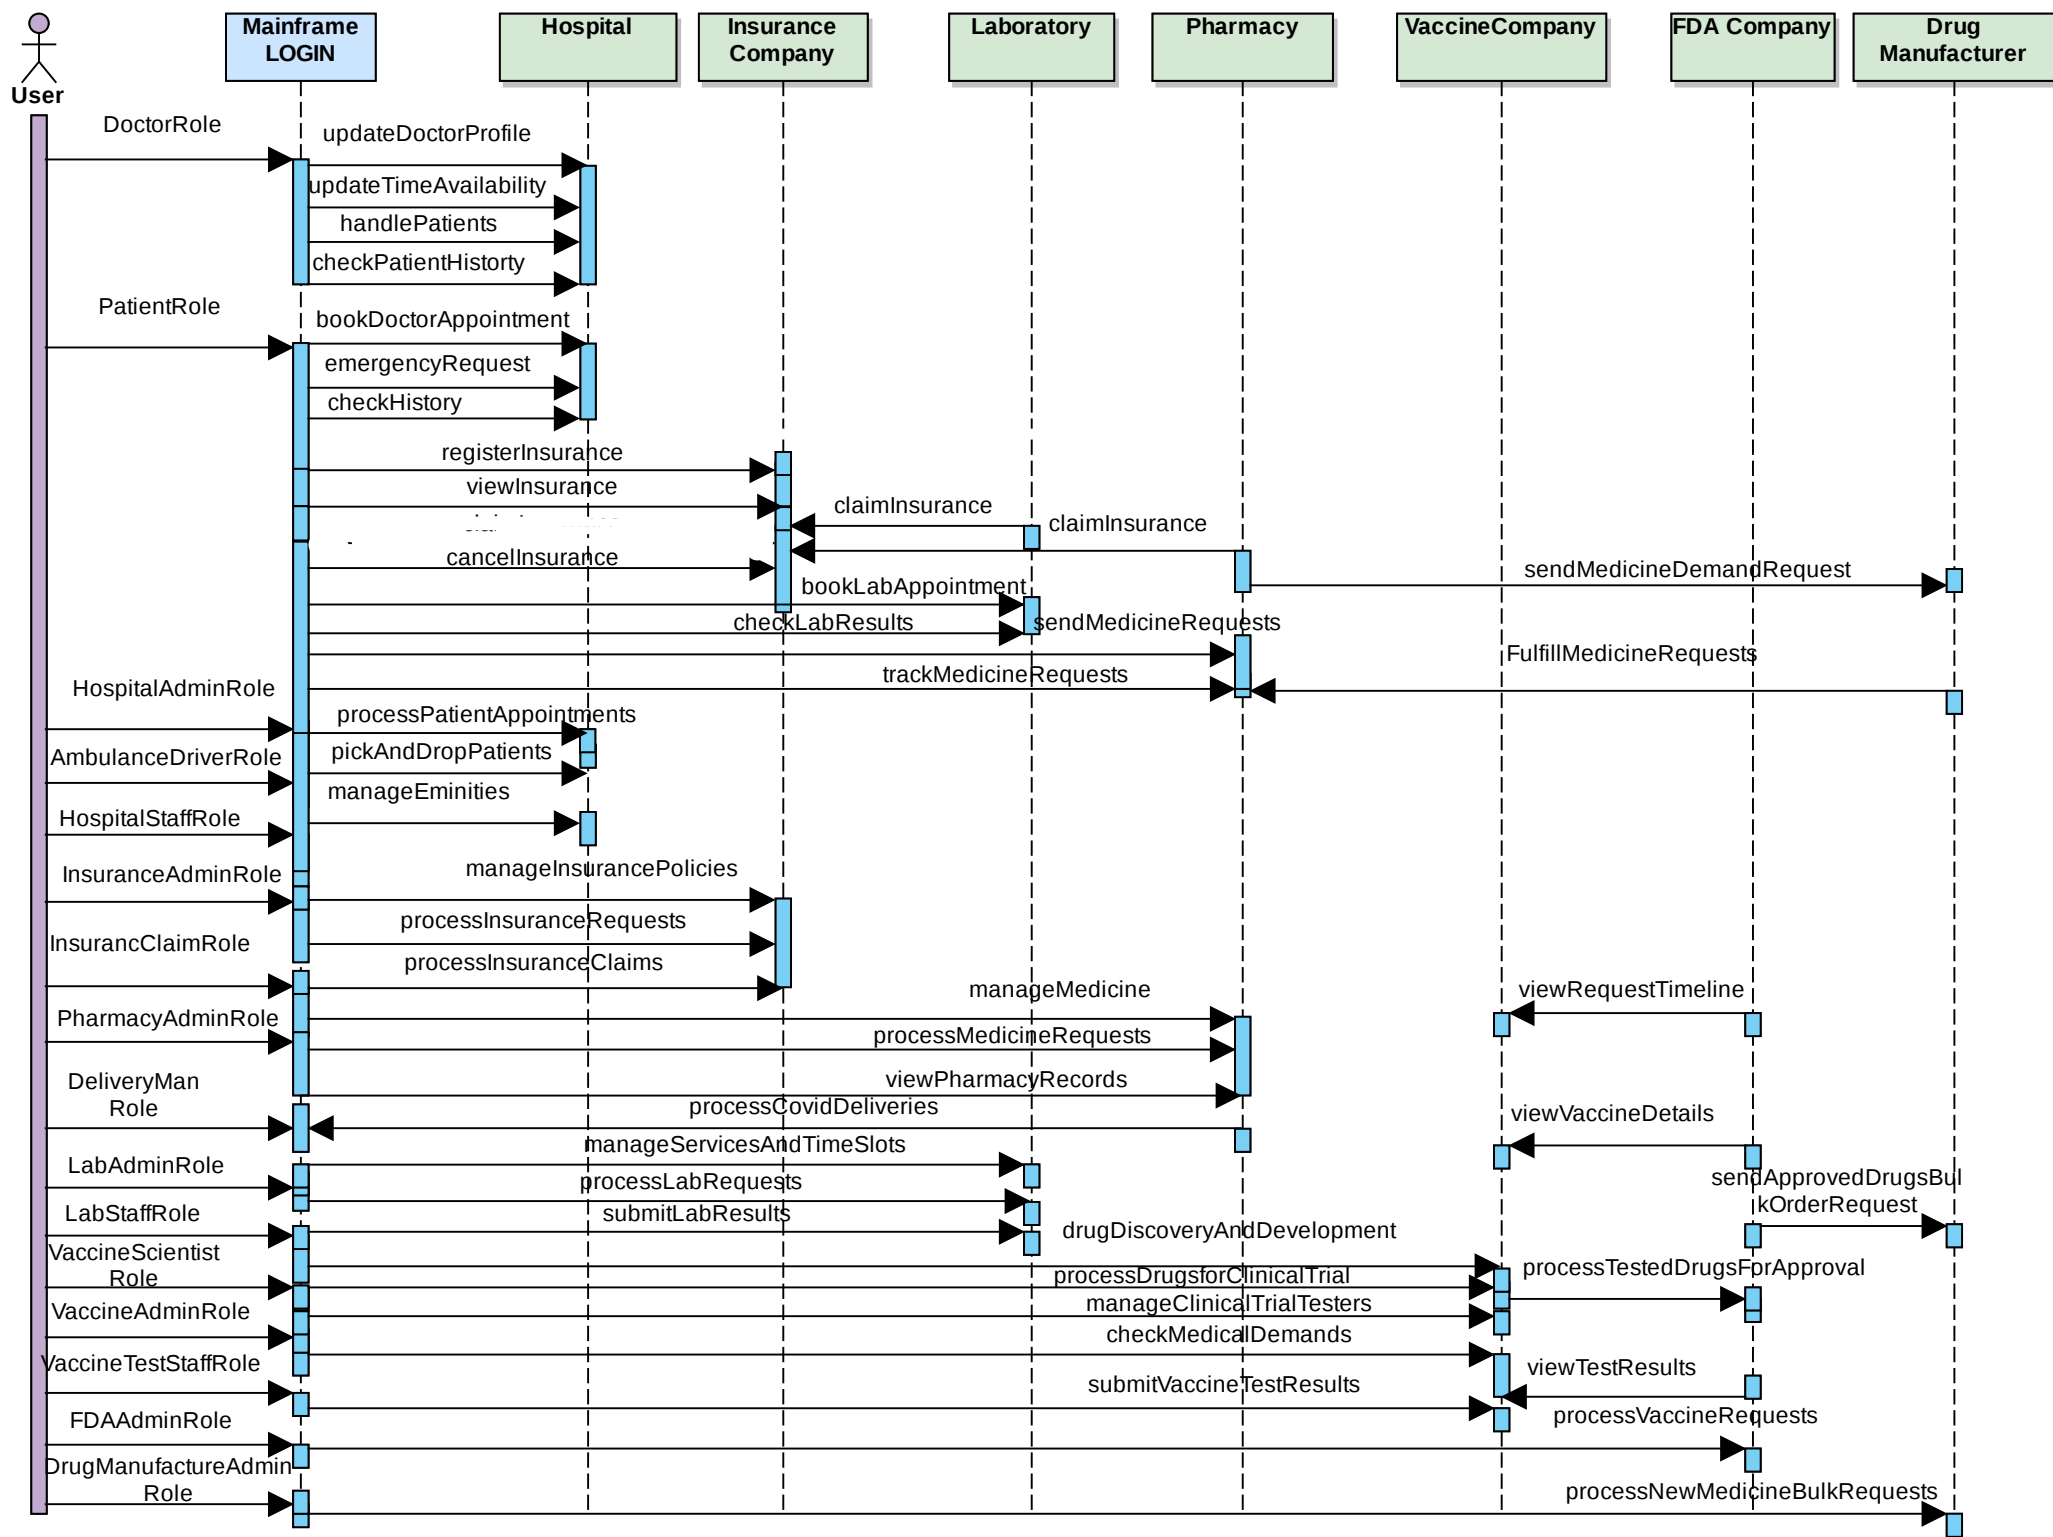 Mainframe
LOGIN
Hospital
Insurance
Company
Laboratory
Pharmacy
VaccineCompany
FDA Company
Drug
Manufacturer
User
DoctorRole
updateDoctorProfile
updateTimeAvailability
handlePatients
checkPatientHistorty
PatientRole
bookDoctorAppointment
emergencyRequest
checkHistory
registerInsurance
viewInsurance
claimInsurance
claimInsurance
cancelInsurance
sendMedicineDemandRequest
bookLabAppointment
checkLabResults
sendMedicineRequests
FulfillMedicineRequests
trackMedicineRequests
HospitalAdminRole
processPatientAppointments
pickAndDropPatients
AmbulanceDriverRole
manageEminities
HospitalStaffRole
manageInsurancePolicies
InsuranceAdminRole
processInsuranceRequests
InsurancClaimRole
processInsuranceClaims
manageMedicine
viewRequestTimeline
PharmacyAdminRole
processMedicineRequests
DeliveryMan
Role
viewPharmacyRecords
processCovidDeliveries
viewVaccineDetails
manageServicesAndTimeSlots
LabAdminRole
processLabRequests
sendApprovedDrugsBul
kOrderRequest
LabStaffRole
submitLabResults
drugDiscoveryAndDevelopment
VaccineScientist
Role
processDrugsforClinicalTrial
processTestedDrugsForApproval
VaccineAdminRole
manageClinicalTrialTesters
checkMedicalDemands
VaccineTestStaffRole
viewTestResults
submitVaccineTestResults
FDAAdminRole
processVaccineRequests
DrugManufactureAdmin
Role
processNewMedicineBulkRequests